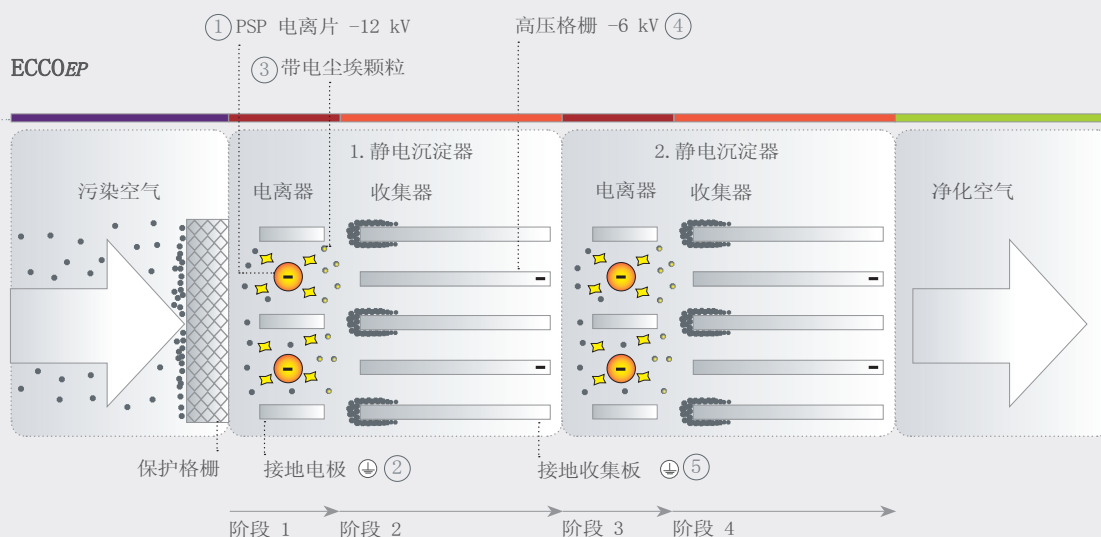 ① PSP 电离片 -12 kV
高压格栅 -6 kV ④
ECCOEP
③ 带电尘埃颗粒
1. 静电沉淀器
2. 静电沉淀器
污染空气
电离器
收集器
电离器
收集器
净化空气
保护格栅
接地电极 ②
接地收集板 ⑤
阶段 1
阶段 2
阶段 3
阶段 4